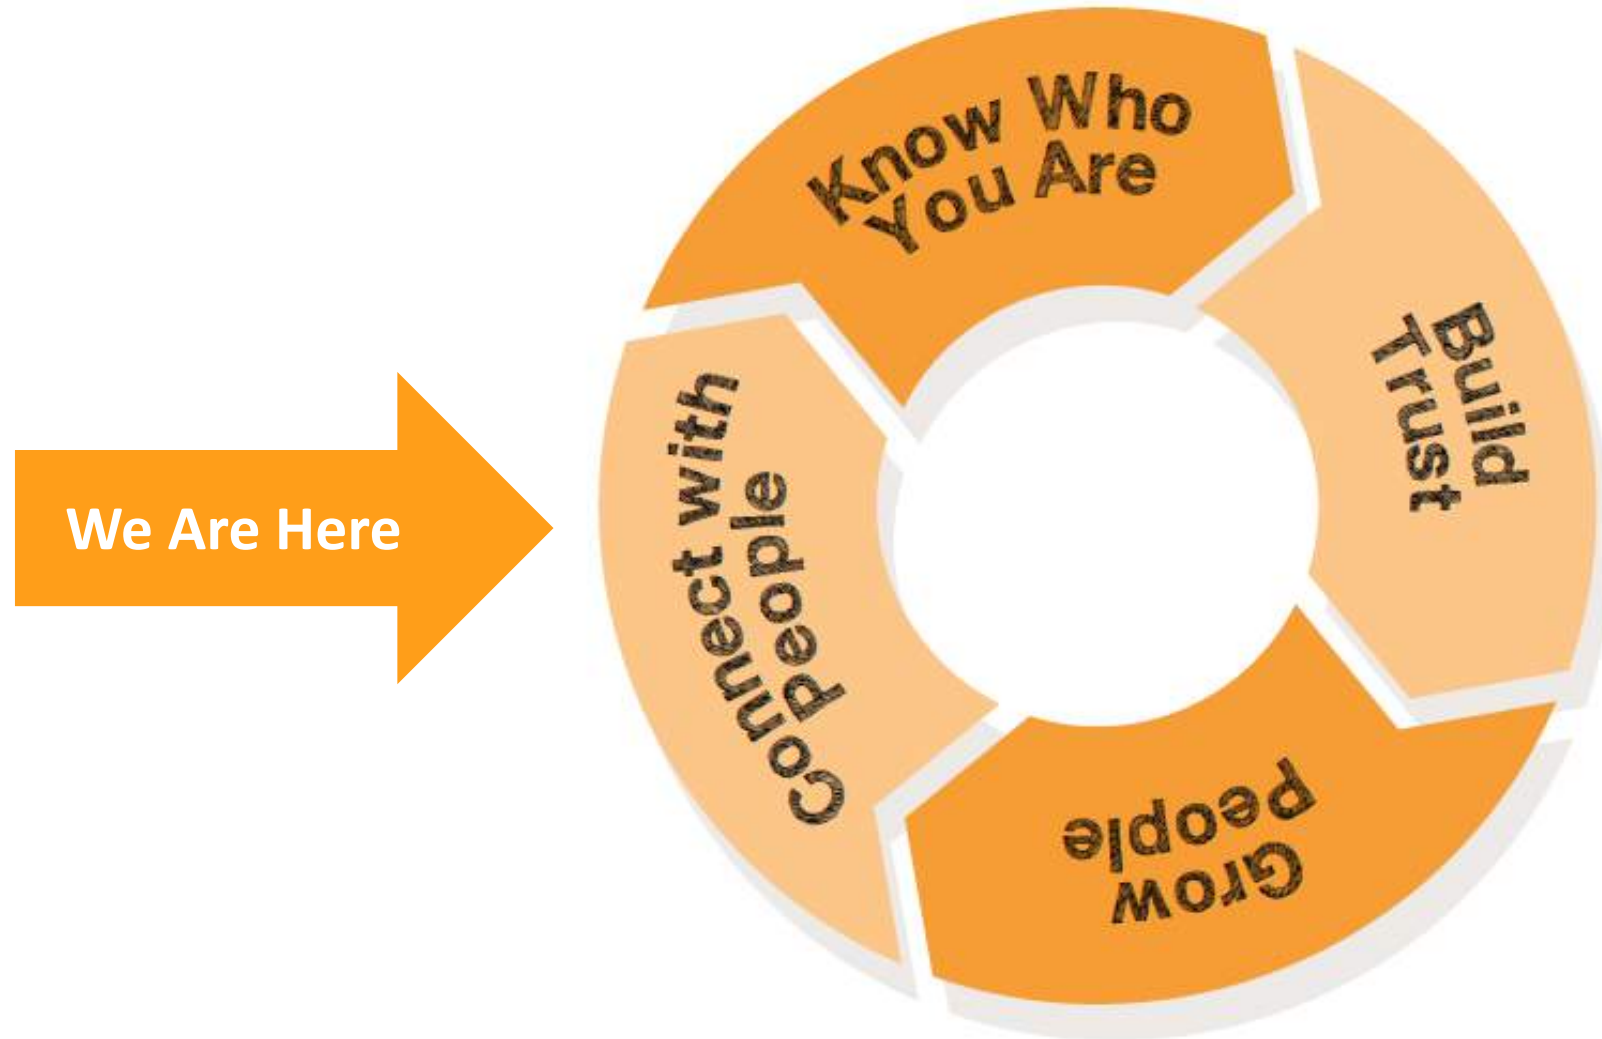 We Are Here
Know Who
You Are
Build
Trust
Grow
People
Connect with
People